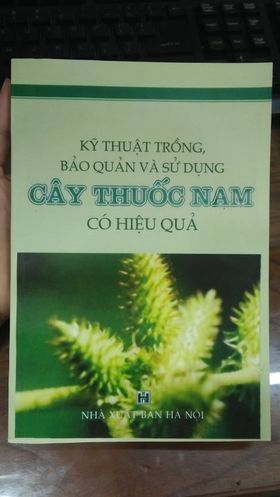 KỸ THUẬT TRỒNG,
BẢO QUẢN VÀ SỬ DỤNG
CÂY THUỐC NAM
CÓ HIỆU QUẢ
NHÀ XUẤT BẢN HÀ NỘI